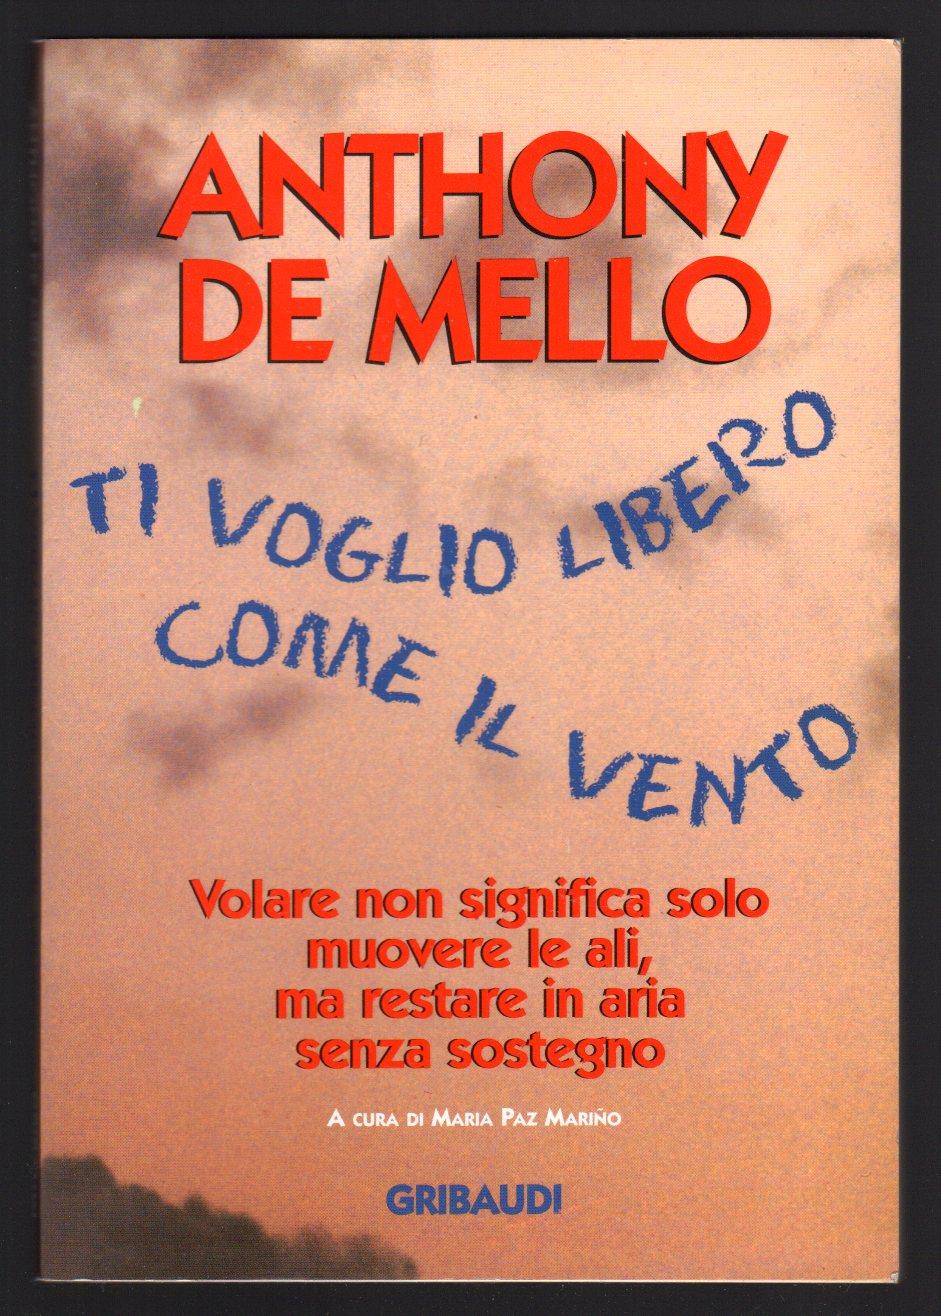 ANTHONY
DE MELLO
TI VOGLIO LIBERO
COME IL VENTO
Volare non significa solo
muovere le ali,
ma restare in aria
senza sostegno
A CURA DI MARIA PAZ MARIÑO
GRIBAUDI